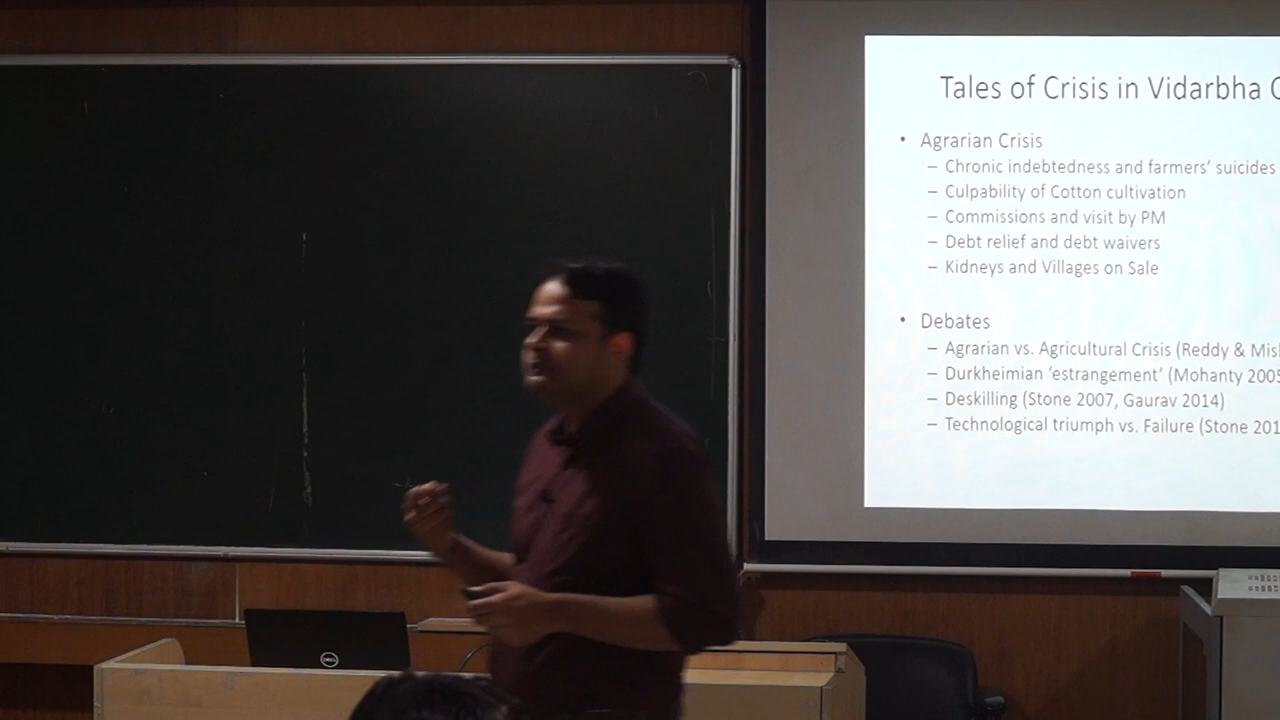 Tales of Crisis in Vidarbha
• Agrarian Crisis
– Chronic indebtedness and farmers' suicides
– Culpability of Cotton cultivation
– Commissions and visit by PM
– Debt relief and debt waivers
– Kidneys and Villages on Sale
• Debates
– Agrarian vs. Agricultural Crisis (Reddy &
– Durkheimian 'estrangement' (Mohanty 2005
– Deskilling (Stone 2007, Gaurav 2014)
– Technological triumph vs. Failure (Stone
DELL